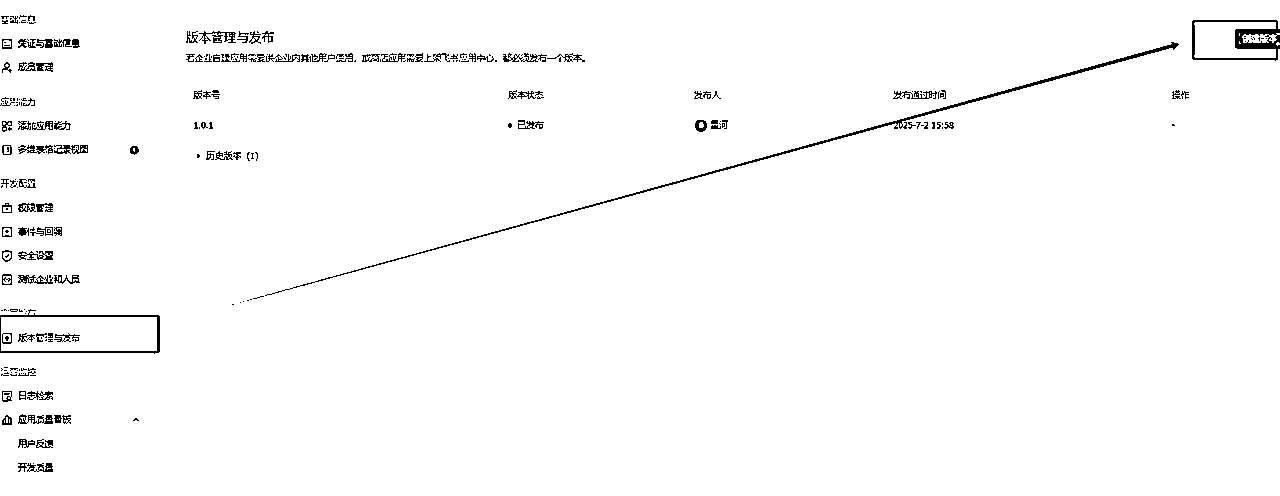 基础信息
凭证与基础信息
成员管理
应用能力
添加应用能力
多维表格记录视图
开发配置
权限管理
事件与回调
安全设置
测试企业和人员
版本管理与发布
运营监控
日志检索
应用质量看板
用户反馈
开发质量
版本管理与发布
若企业自建应用需要供企业内其他用户使用，或商店应用需要上架飞书应用中心，都必须发布一个版本。
创建版本
版本号 版本状态 发布人 发布通过时间 操作
1.0.1 已发布 星河 2025-7-2 15:58 -
历史版本（1）